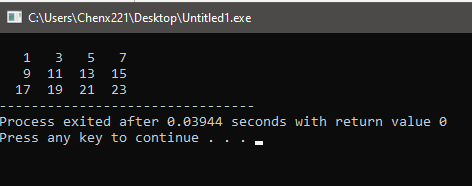 C:\Users\Chenx221\Desktop\Untitled1.exe
1 3 5 7
9 11 13 15
17 19 21 23
--------------------------------
Process exited after 0.03944 seconds with return value 0
Press any key to continue . . .